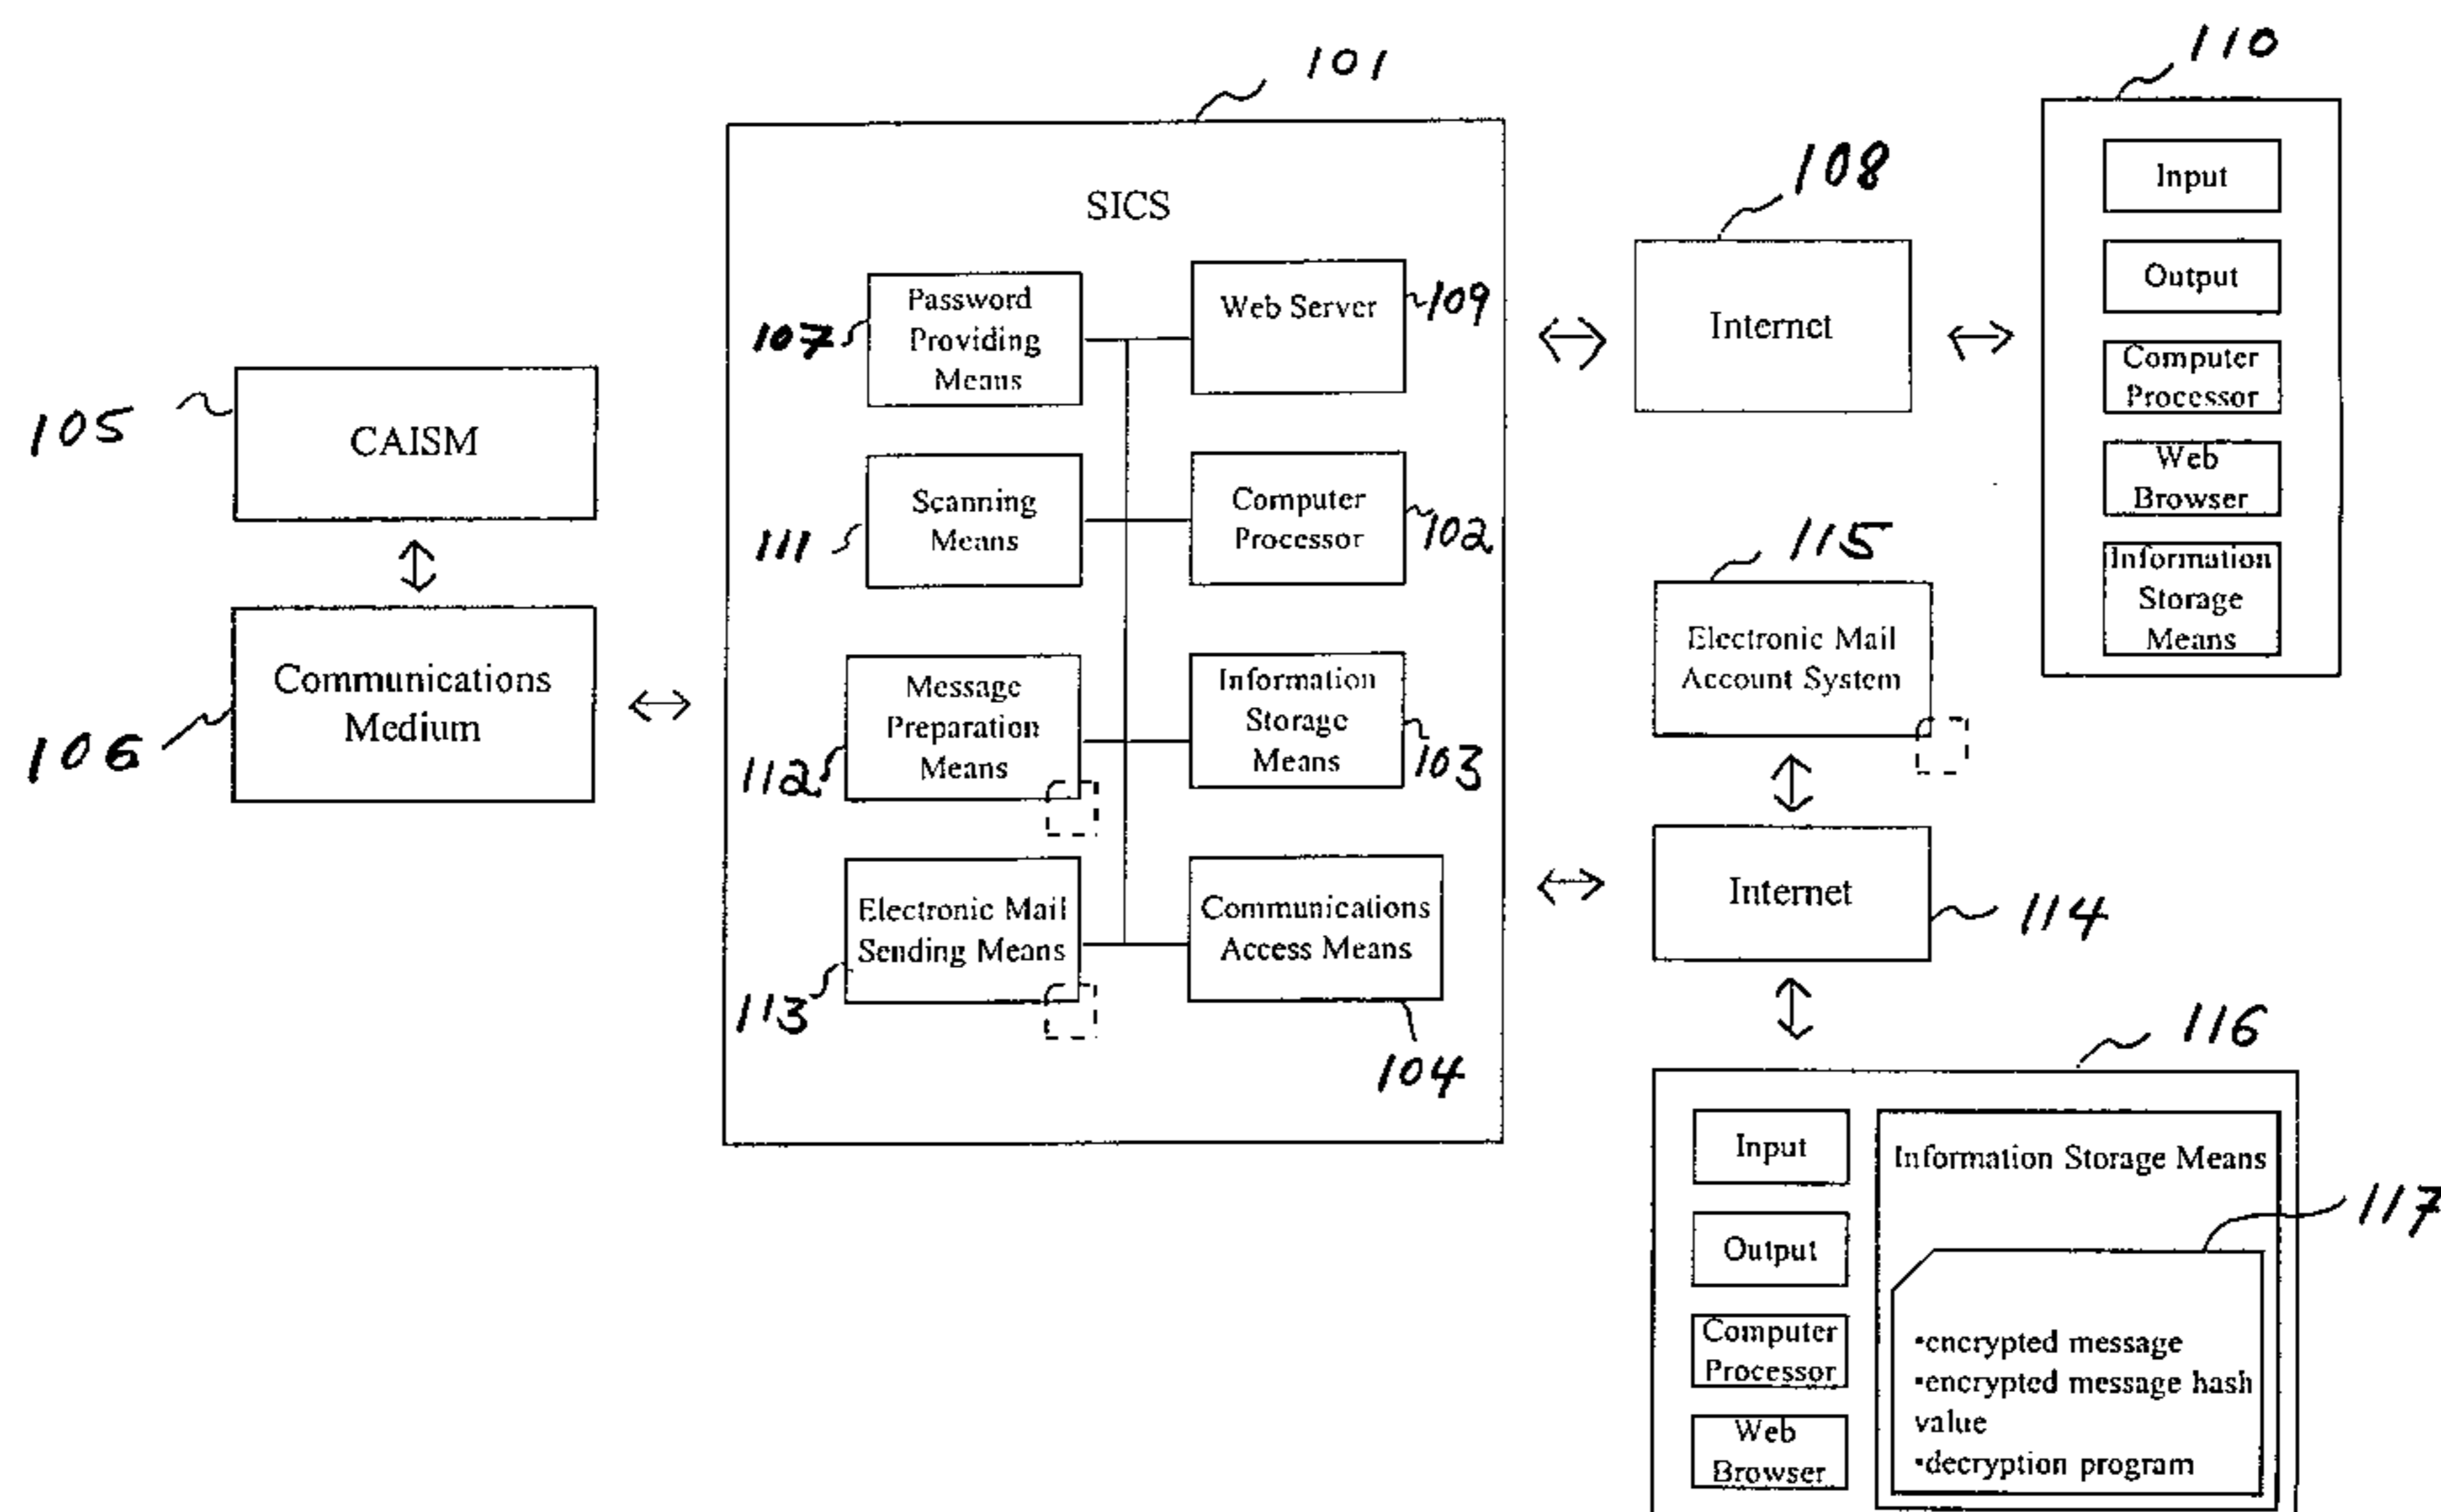 101
SICS
107
Password
Providing
Means
Web Server
109
111
Scanning
Means
Computer
Processor
102
112
Message
Preparation
Means
Information
Storage
Means
103
113
Electronic Mail
Sending Means
Communications
Access Means
104
105
CAISM
106
Communications
Medium
108
Internet
110
Input
Output
Computer
Processor
Web
Browser
Information
Storage
Means
115
Electronic Mail
Account System
Internet
114
116
Input
Output
Computer
Processor
Web
Browser
Information Storage Means
117
•encrypted message
•encrypted message hash
value
•decryption program